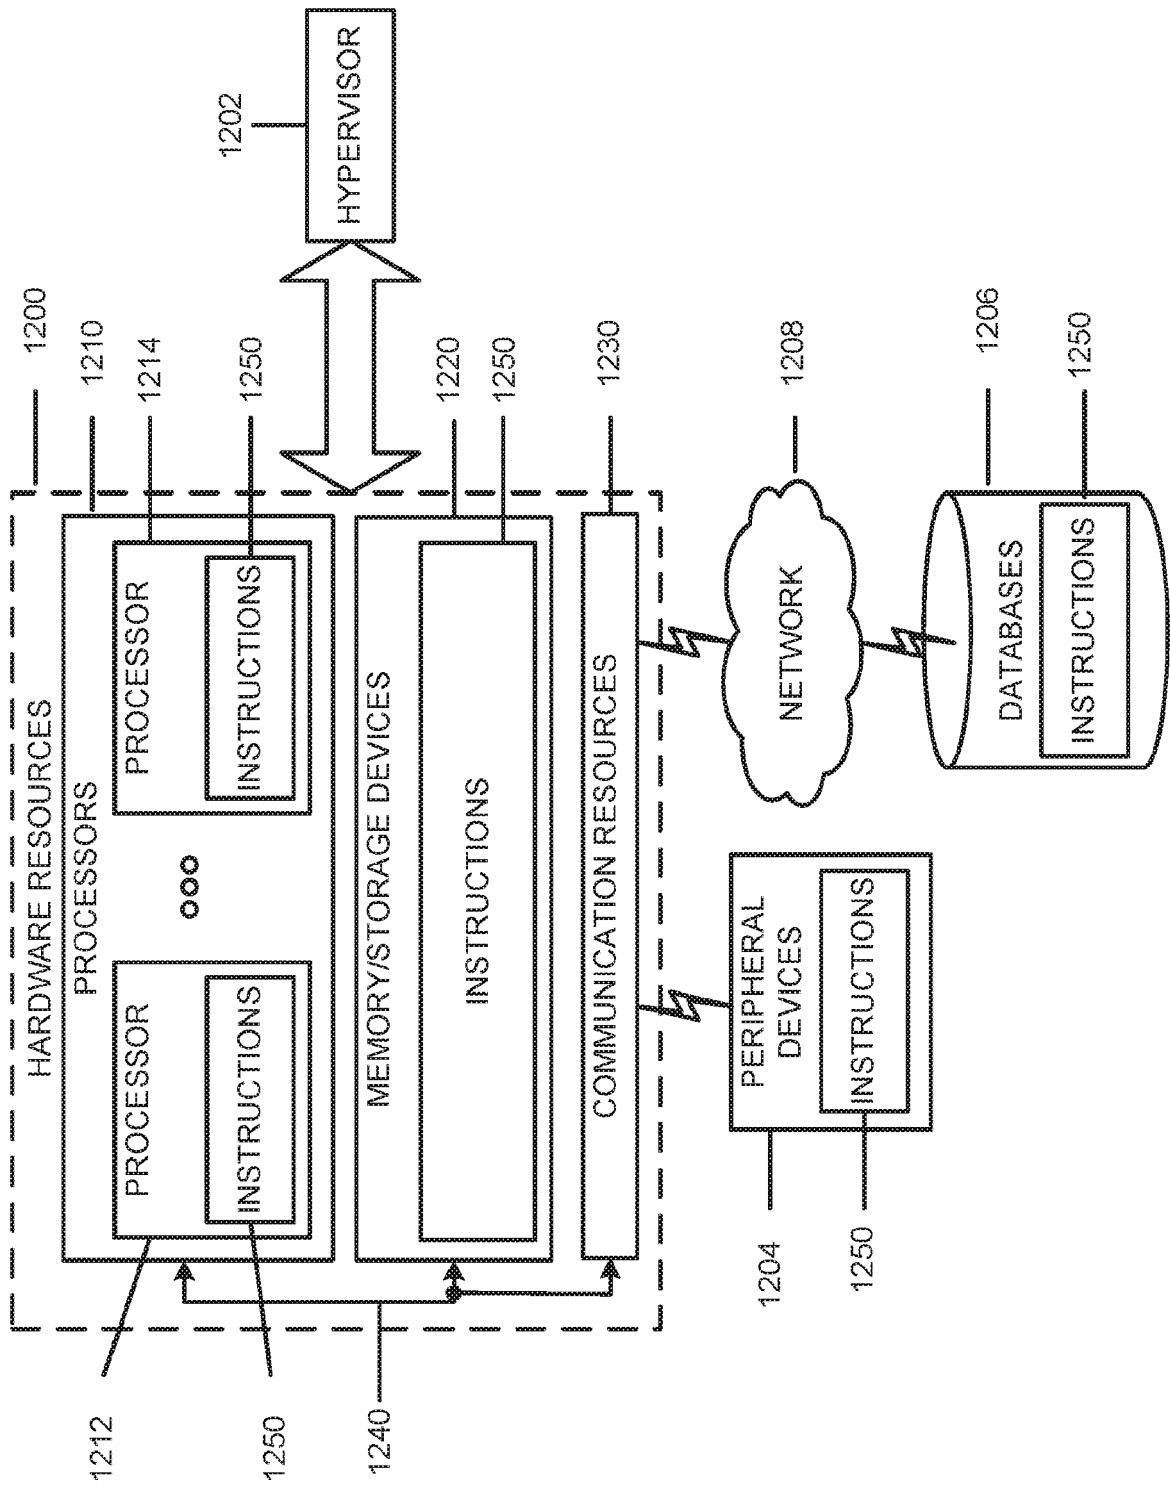 1200
HARDWARE RESOURCES
1210
PROCESSORS
1212
PROCESSOR
1214
PROCESSOR
1250
INSTRUCTIONS
1250
INSTRUCTIONS
1202
HYPERVISOR
1240
MEMORY/STORAGE DEVICES
1220
INSTRUCTIONS
1250
COMMUNICATION RESOURCES
1230
1204
PERIPHERAL
DEVICES
1250
INSTRUCTIONS
NETWORK
1208
DATABASES
1206
INSTRUCTIONS
1250